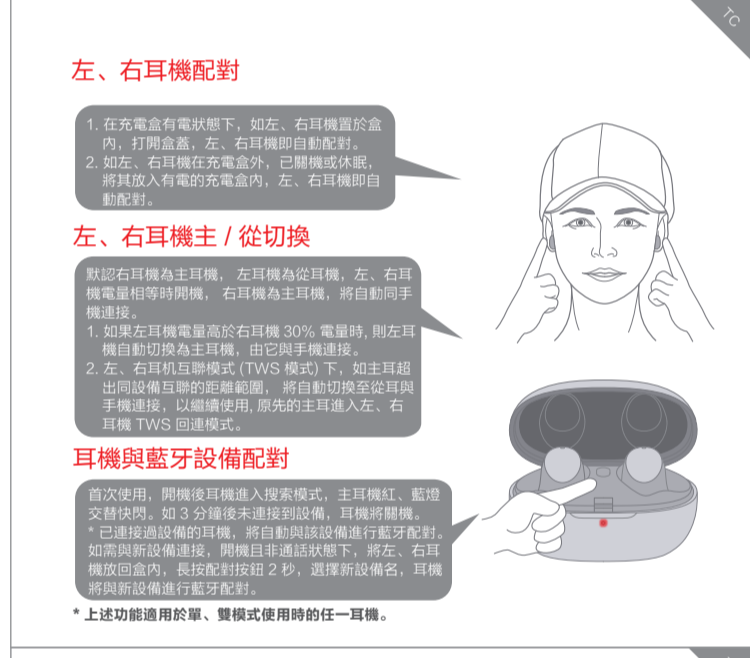 TC
左、右耳機配對
1. 在充電盒有電狀態下，如左、右耳機置於盒
內，打開盒蓋，左、右耳機即自動配對。
2. 如左、右耳機在充電盒外，已關機或休眠，
將其放入有電的充電盒內，左、右耳機即自
動配對。
左、右耳機主 / 從切換
默認右耳機為主耳機， 左耳機為從耳機，左、右耳
機電量相等時開機， 右耳機為主耳機，將自動同手
機連接。
1. 如果左耳機電量高於右耳機 30% 電量時, 則左耳
機自動切換為主耳機，由它與手機連接。
2. 左、右耳机互聯模式 (TWS 模式) 下，如主耳超
出同設備互聯的距離範圍， 將自動切換至從耳與
手機連接，以繼續使用, 原先的主耳進入左、右
耳機 TWS 回連模式。
耳機與藍牙設備配對
首次使用，開機後耳機進入搜索模式，主耳機紅、藍燈
交替快閃。如 3 分鐘後未連接到設備，耳機將關機。
* 已連接過設備的耳機，將自動與該設備進行藍牙配對。
如需與新設備連接，開機且非通話狀態下，將左、右耳
機放回盒內，長按配對按鈕 2 秒，選擇新設備名，耳機
將與新設備進行藍牙配對。
* 上述功能適用於單、雙模式使用時的任一耳機。